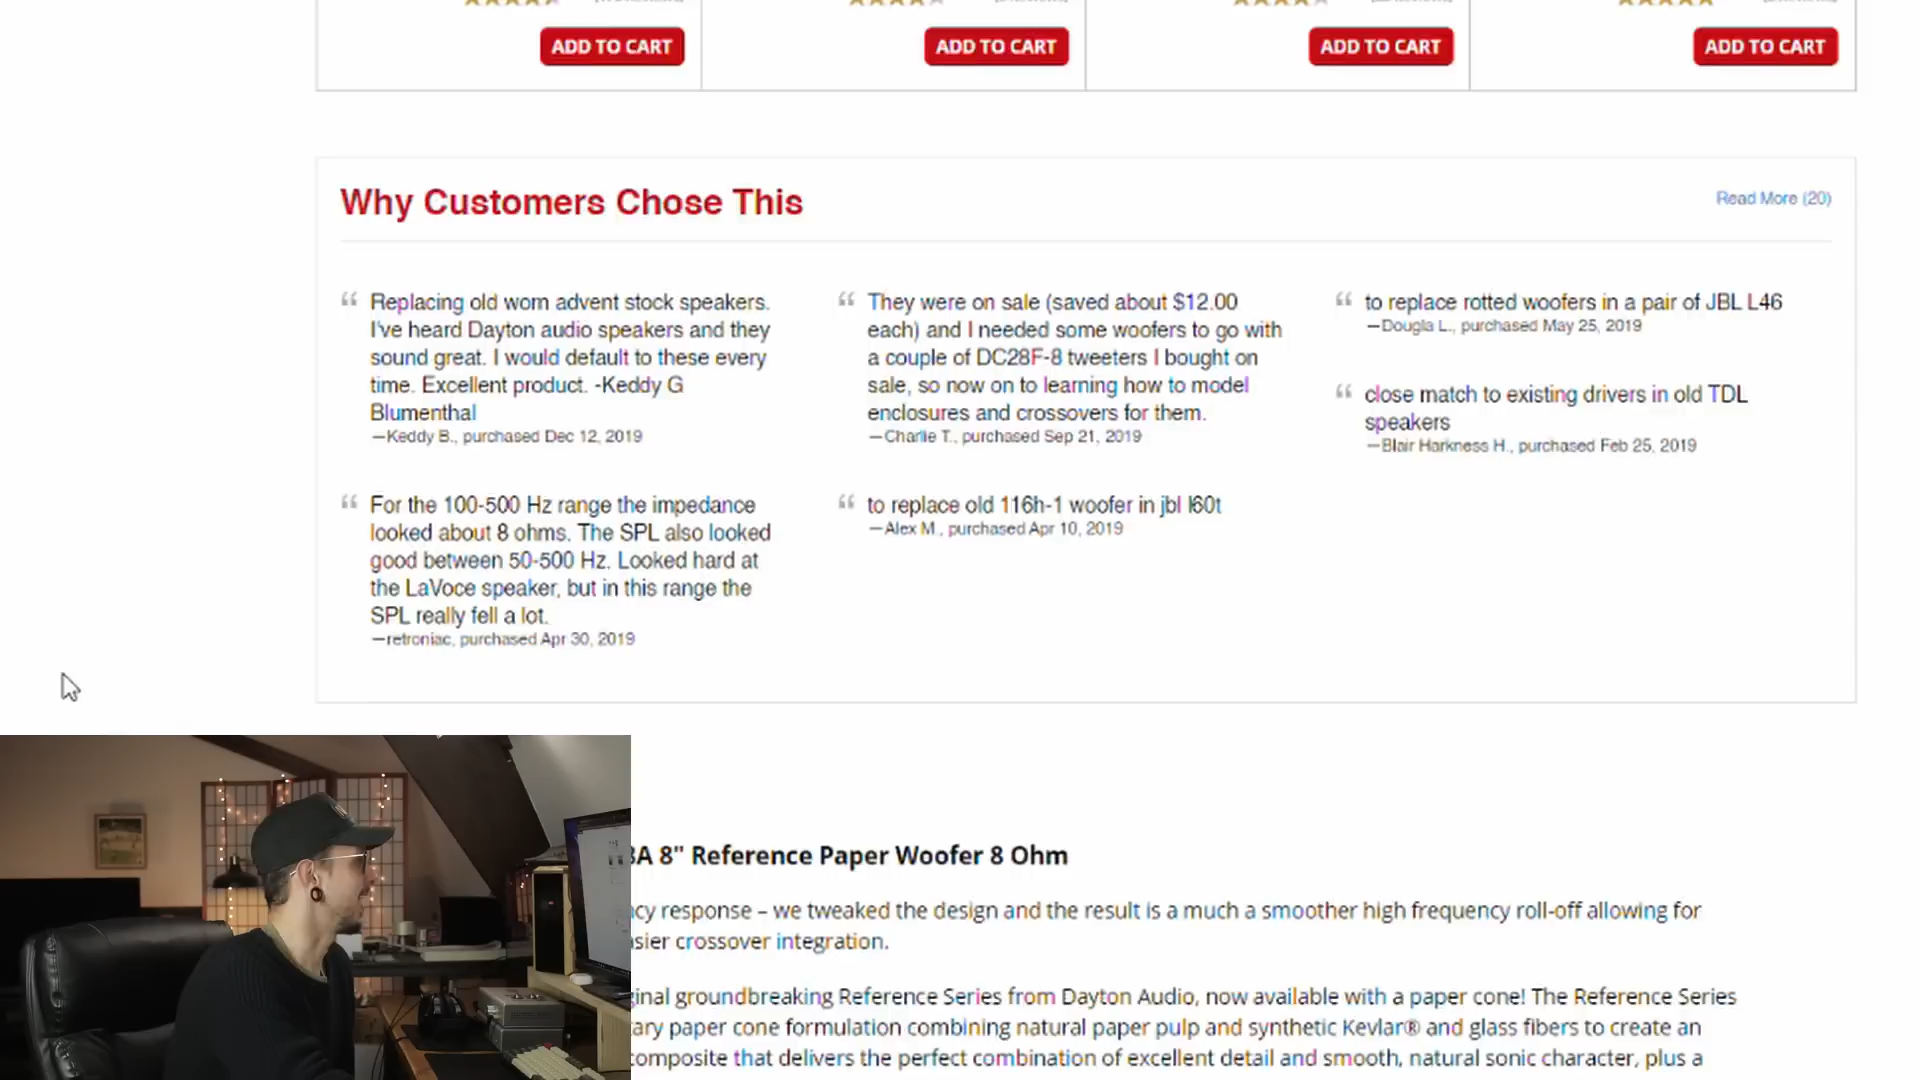 ADD TO CART
ADD TO CART
ADD TO CART
ADD TO CART
Why Customers Chose This
Read More (20)
“ Replacing old worn advent stock speakers.
I've heard Dayton audio speakers and they
sound great. I would default to these every
time. Excellent product. -Keddy G
Blumenthal
—Keddy B., purchased Dec 12, 2019
“ For the 100-500 Hz range the impedance
looked about 8 ohms. The SPL also looked
good between 50-500 Hz. Looked hard at
the LaVoce speaker, but in this range the
SPL really fell a lot.
—retroniac, purchased Apr 30, 2019
“ They were on sale (saved about $12.00
each) and I needed some woofers to go with
a couple of DC28F-8 tweeters I bought on
sale, so now on to learning how to model
enclosures and crossovers for them.
—Charlie T., purchased Sep 21, 2019
“ to replace old 116h-1 woofer in jbl l60t
—Alex M., purchased Apr 10, 2019
“ to replace rotted woofers in a pair of JBL L46
—Dougla L., purchased May 25, 2019
“ close match to existing drivers in old TDL
speakers
—Blair Harkness H., purchased Feb 25, 2019
8" Reference Paper Woofer 8 Ohm
response – we tweaked the design and the result is a much a smoother high frequency roll-off allowing for
crossover integration.
groundbreaking Reference Series from Dayton Audio, now available with a paper cone! The Reference Series
paper cone formulation combining natural paper pulp and synthetic Kevlar® and glass fibers to create an
composite that delivers the perfect combination of excellent detail and smooth, natural sonic character, plus a